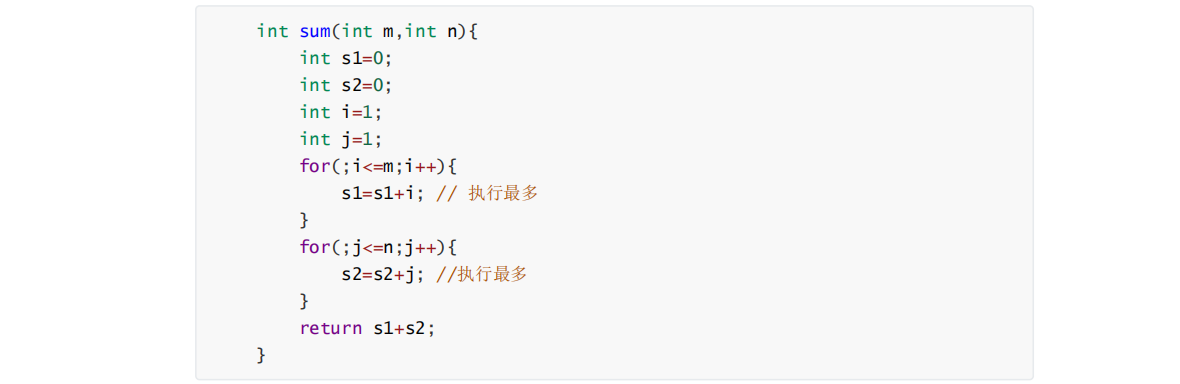 int sum(int m,int n){
int s1=0;
int s2=0;
int i=1;
int j=1;
for(;i<=m;i++){
s1=s1+i; // 执行最多
}
for(;j<=n;j++){
s2=s2+j; //执行最多
}
return s1+s2;
}